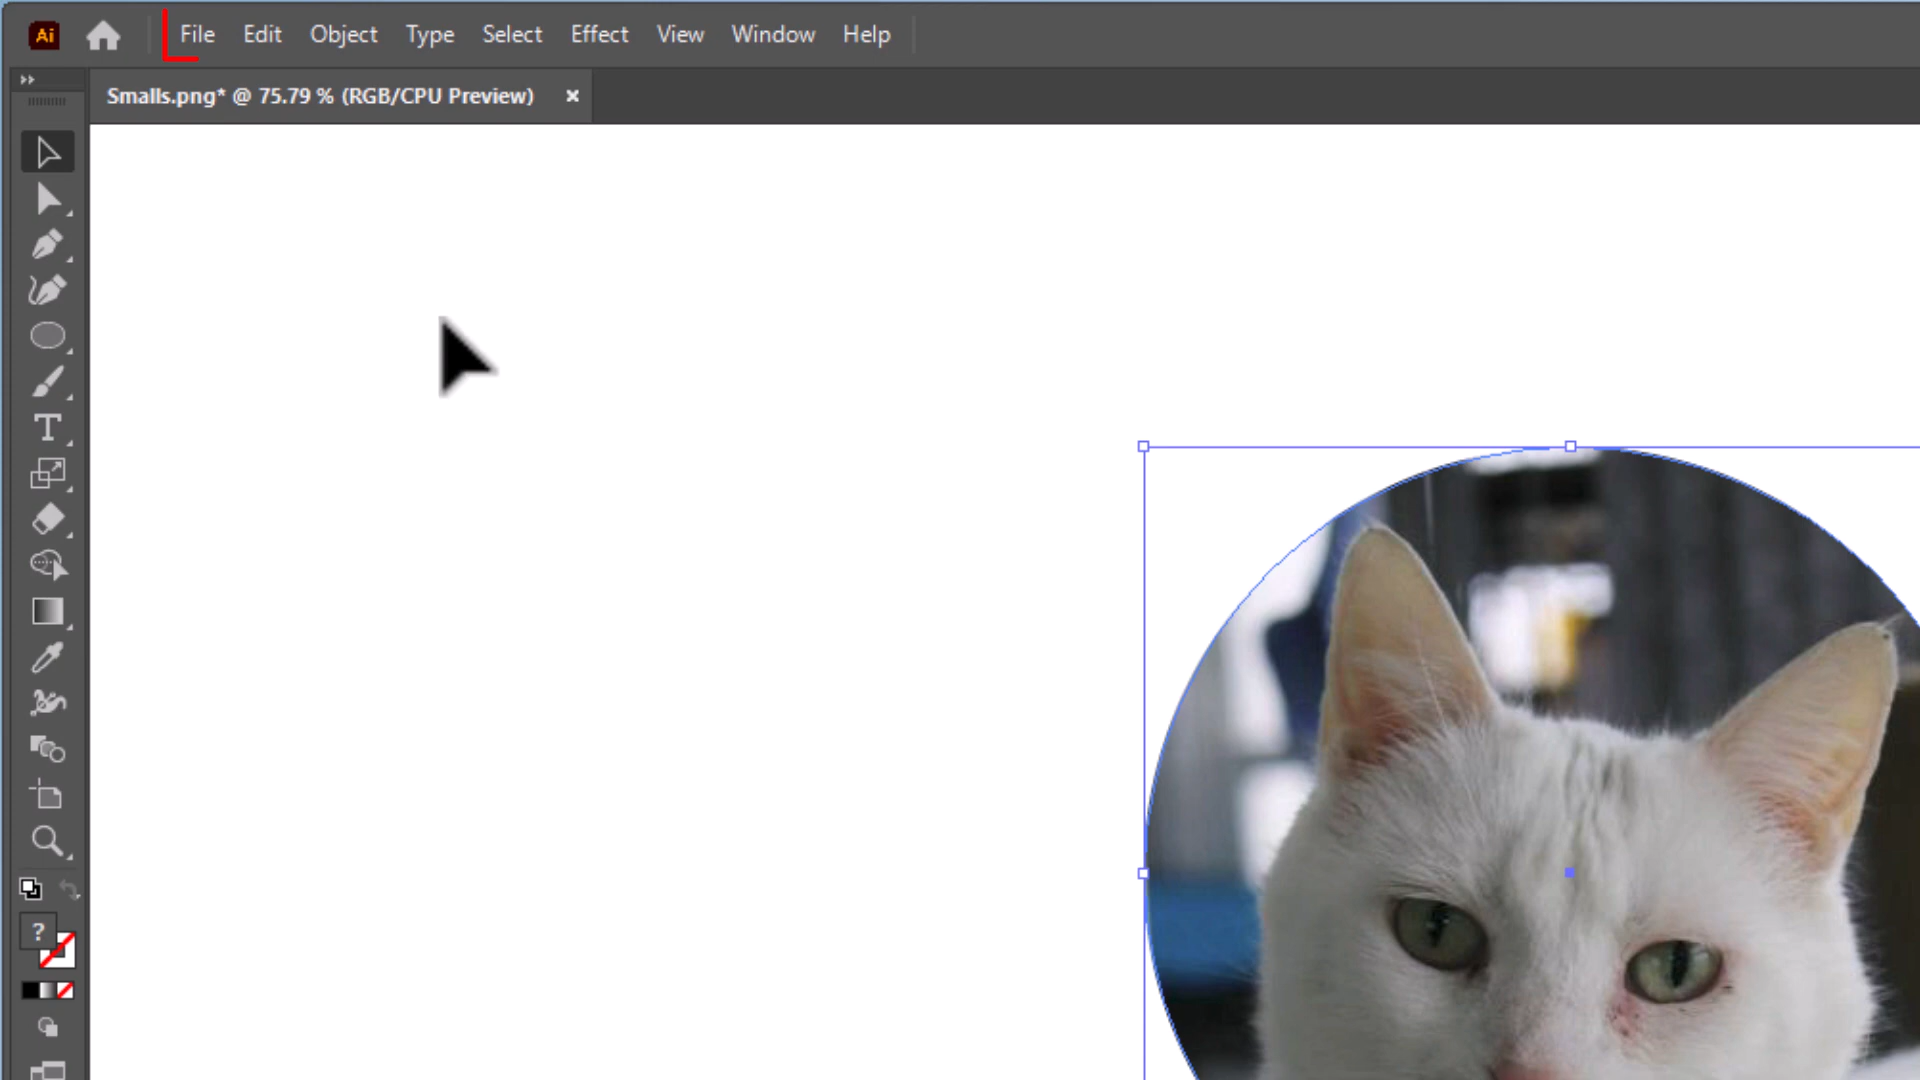 Ai File Edit Object Type Select Effect View Window Help
Smalls.png* @ 75.79 % (RGB/CPU Preview)
T
?